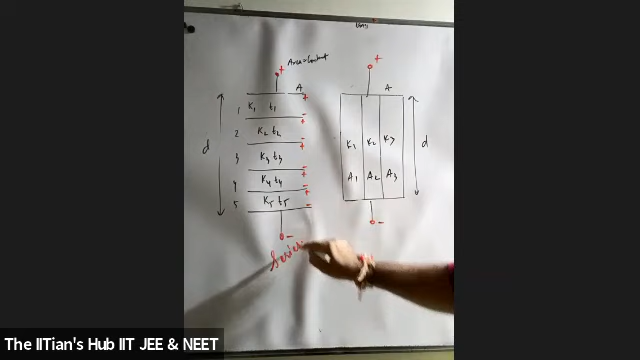 +
Area = Constant
+
A
A
1 K₁ t₁
2 K₂ t₂
3 K₃ t₃
4 K₄ t₄
5 K₅ t₅
d
K₁ K₂ K₃
A₁ A₂ A₃
d
-
-
Series
The IITian's Hub IIT JEE & NEET